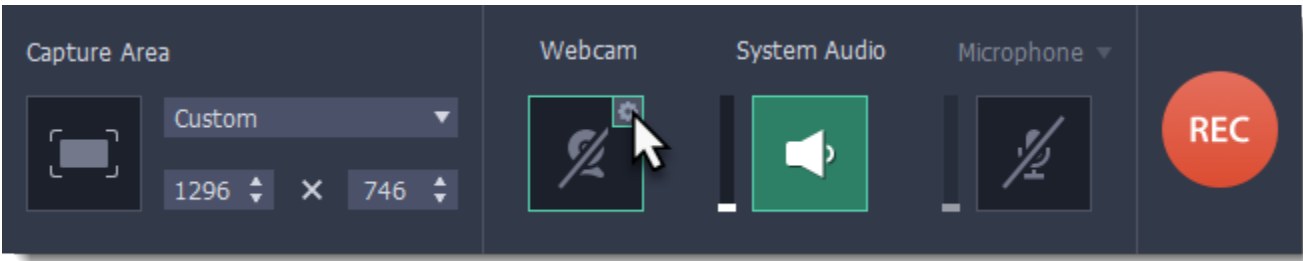 Capture Area
Custom
1296 × 746
Webcam
System Audio
Microphone
REC